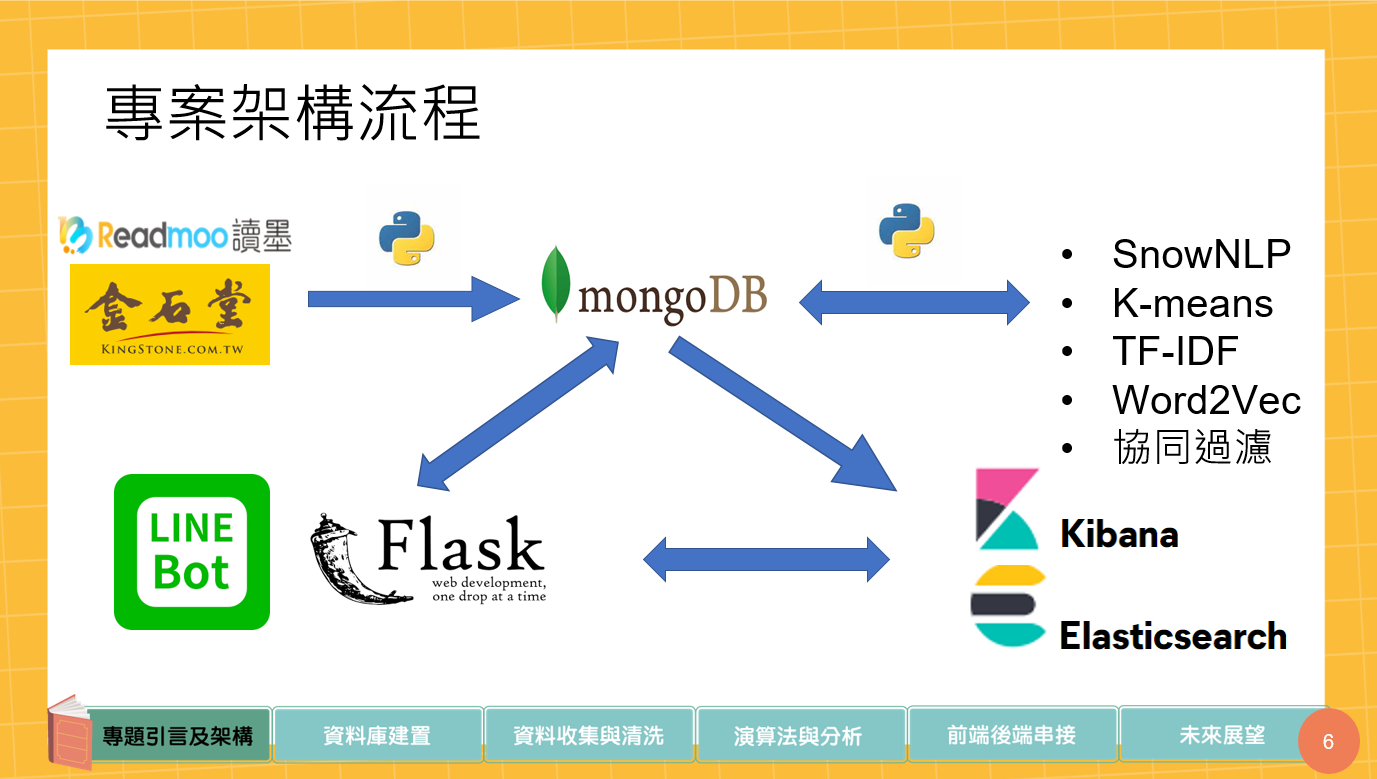 專案架構流程
Readmoo讀墨
金石堂
KINGSTONE.COM.TW
mongoDB
• SnowNLP
• K-means
• TF-IDF
• Word2Vec
• 協同過濾
LINE
Bot
Flask
web development,
one drop at a time
Kibana
Elasticsearch
專題引言及架構
資料庫建置
資料收集與清洗
演算法與分析
前端後端串接
未來展望
6